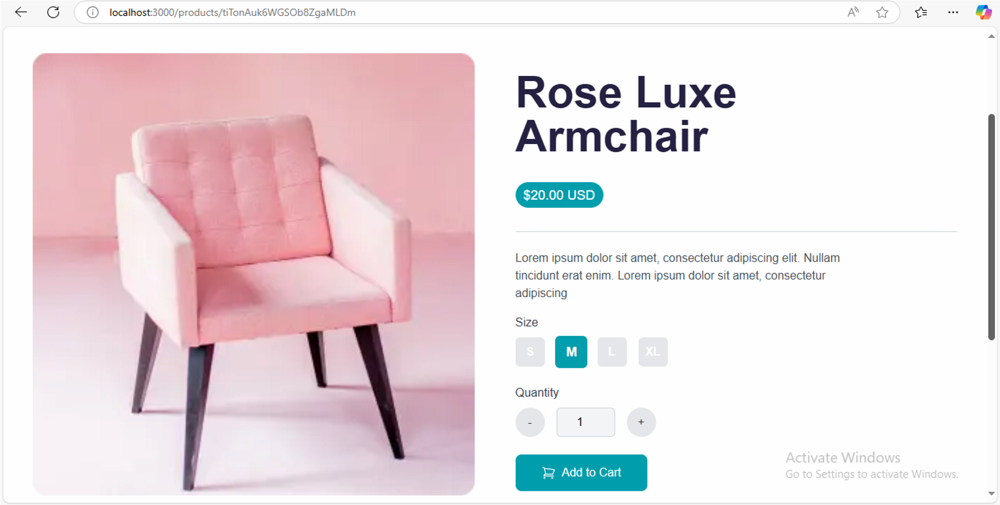 localhost:3000/products/tiTonAuk6WGSOb8ZgaMLDm
Rose Luxe
Armchair
$20.00 USD
Lorem ipsum dolor sit amet, consectetur adipiscing elit. Nullam
tincidunt erat enim. Lorem ipsum dolor sit amet, consectetur
adipiscing
Size
S M L XL
Quantity
- 1 +
Add to Cart
Activate Windows
Go to Settings to activate Windows.